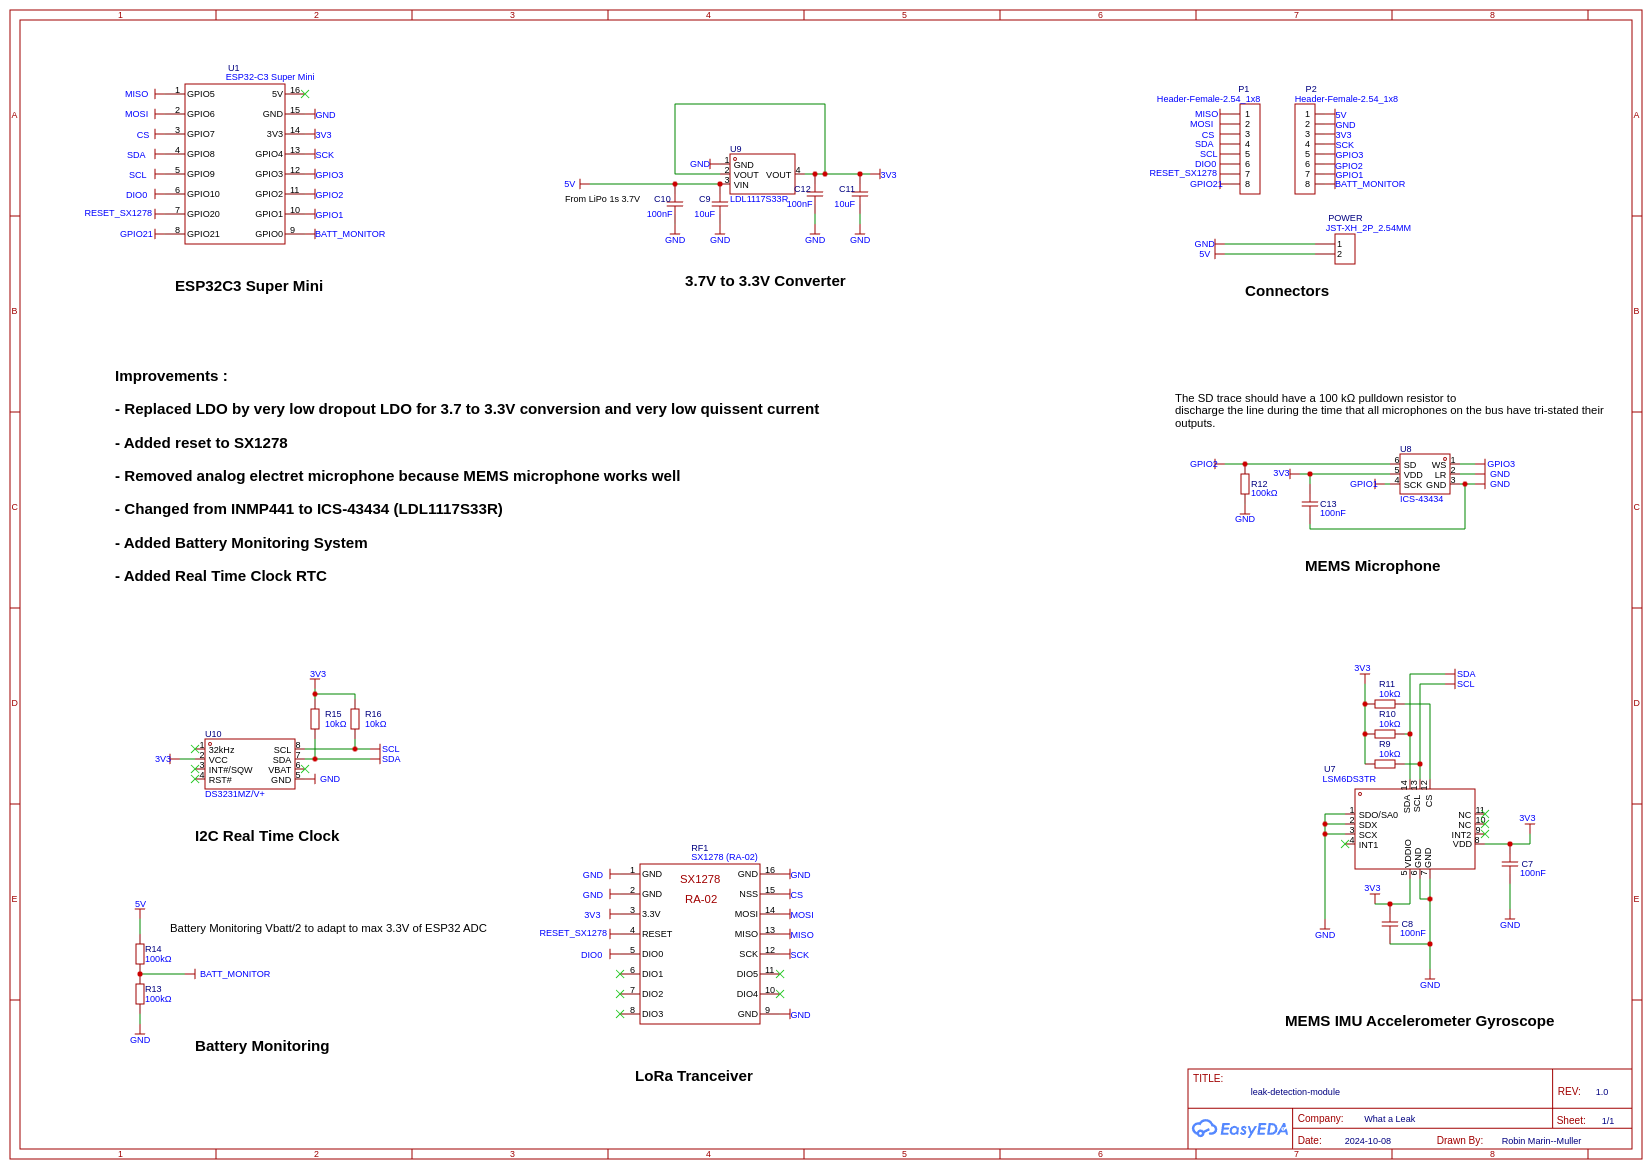 1 2 3 4 5 6 7 8
A A
B B
C C
D D
E E
U1
ESP32-C3 Super Mini
MISO 1 GPIO5 5V 16
MOSI 2 GPIO6 GND 15 GND
CS 3 GPIO7 3V3 14 3V3
SDA 4 GPIO8 GPIO4 13 SCK
SCL 5 GPIO9 GPIO3 12 GPIO3
DIO0 6 GPIO10 GPIO2 11 GPIO2
RESET_SX1278 7 GPIO20 GPIO1 10 GPIO1
GPIO21 8 GPIO21 GPIO0 9 BATT_MONITOR
ESP32C3 Super Mini
U9
GND 1 GND
2 VOUT VOUT 4 3V3
5V 3 VIN
From LiPo 1s 3.7V
LDL1117S33R
C10 C9 C12 C11
100nF 10uF 100nF 10uF
GND GND GND GND
3.7V to 3.3V Converter
P1
Header-Female-2.54_1x8
MISO 1
MOSI 2
CS 3
SDA 4
SCL 5
DIO0 6
RESET_SX1278 7
GPIO21 8
P2
Header-Female-2.54_1x8
1 5V
2 GND
3 3V3
4 SCK
5 GPIO3
6 GPIO2
7 GPIO1
8 BATT_MONITOR
POWER
JST-XH_2P_2.54MM
GND 1
5V 2
Connectors
Improvements :
- Replaced LDO by very low dropout LDO for 3.7 to 3.3V conversion and very low quissent current
- Added reset to SX1278
- Removed analog electret microphone because MEMS microphone works well
- Changed from INMP441 to ICS-43434 (LDL1117S33R)
- Added Battery Monitoring System
- Added Real Time Clock RTC
The SD trace should have a 100 kΩ pulldown resistor to
discharge the line during the time that all microphones on the bus have tri-stated their
outputs.
U8
GPIO2 6 SD WS 1 GPIO3
3V3 5 VDD LR 2 GND
GPIO1 4 SCK GND 3 GND
ICS-43434
R12
100kΩ
GND
C13
100nF
MEMS Microphone
3V3
R15 R16
10kΩ 10kΩ
U10
1 32kHz SCL 8 SCL
3V3 2 VCC SDA 7 SDA
3 INT#/SQW VBAT 6
4 RST# GND 5 GND
DS3231MZ/V+
I2C Real Time Clock
5V
Battery Monitoring Vbatt/2 to adapt to max 3.3V of ESP32 ADC
R14
100kΩ
BATT_MONITOR
R13
100kΩ
GND
Battery Monitoring
RF1
SX1278 (RA-02)
SX1278
RA-02
GND 1 GND GND 16 GND
GND 2 GND NSS 15 CS
3V3 3 3.3V MOSI 14 MOSI
RESET_SX1278 4 RESET MISO 13 MISO
DIO0 5 DIO0 SCK 12 SCK
6 DIO1 DIO5 11
7 DIO2 DIO4 10
8 DIO3 GND 9 GND
LoRa Tranceiver
3V3
SDA
SCL
R11
10kΩ
R10
10kΩ
R9
10kΩ
U7
LSM6DS3TR
14 13 12
SDA SCL CS
1 SDO/SA0 NC 11
2 SDX NC 10
3 SCX INT2 9
4 INT1 VDD 8
VDDIO GND GND
5 6 7
3V3
C7
100nF
GND
3V3
C8
100nF
GND
GND
MEMS IMU Accelerometer Gyroscope
TITLE:
leak-detection-module
REV: 1.0
EasyEDA
Company: What a Leak
Sheet: 1/1
Date: 2024-10-08
Drawn By: Robin Marin--Muller
1 2 3 4 5 6 7 8